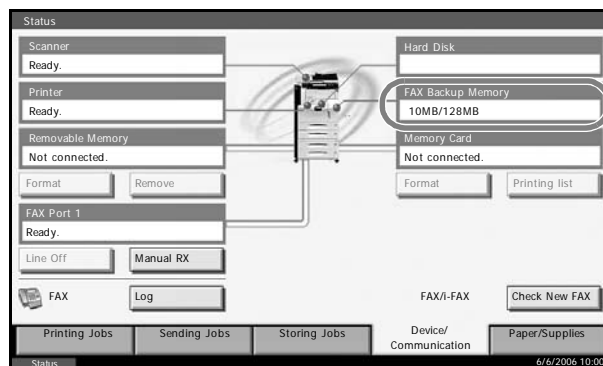 Status
Scanner
Ready.
Hard Disk
Printer
Ready.
FAX Backup Memory
10MB/128MB
Removable Memory
Not connected.
Format
Remove
Memory Card
Not connected.
Format
Printing list
FAX Port 1
Ready.
Line Off
Manual RX
FAX
Log
FAX/i-FAX
Check New FAX
Printing Jobs
Sending Jobs
Storing Jobs
Device/
Communication
Paper/Supplies
Status
6/6/2006 10:00